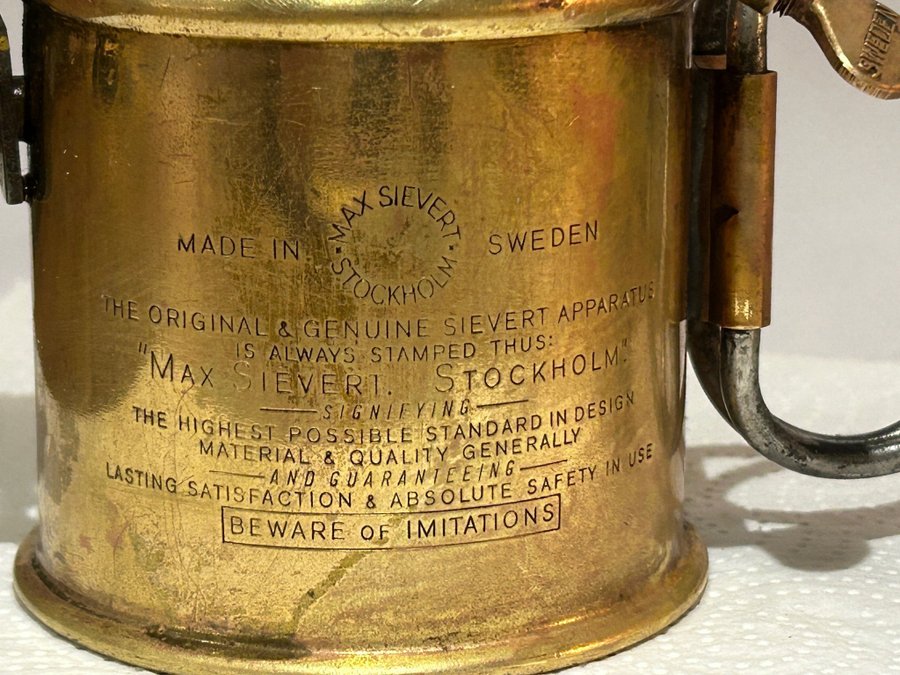 MAX SIEVERT
MADE IN SWEDEN
STOCKHOLM
THE ORIGINAL & GENUINE SIEVERT APPARATUS
IS ALWAYS STAMPED THUS:
"MAX SIEVERT. STOCKHOLM".
SIGNIFYING
THE HIGHEST POSSIBLE STANDARD IN DESIGN
MATERIAL & QUALITY GENERALLY
AND GUARANTEEING
LASTING SATISFACTION & ABSOLUTE SAFETY IN USE
BEWARE OF IMITATIONS
SWEDEN